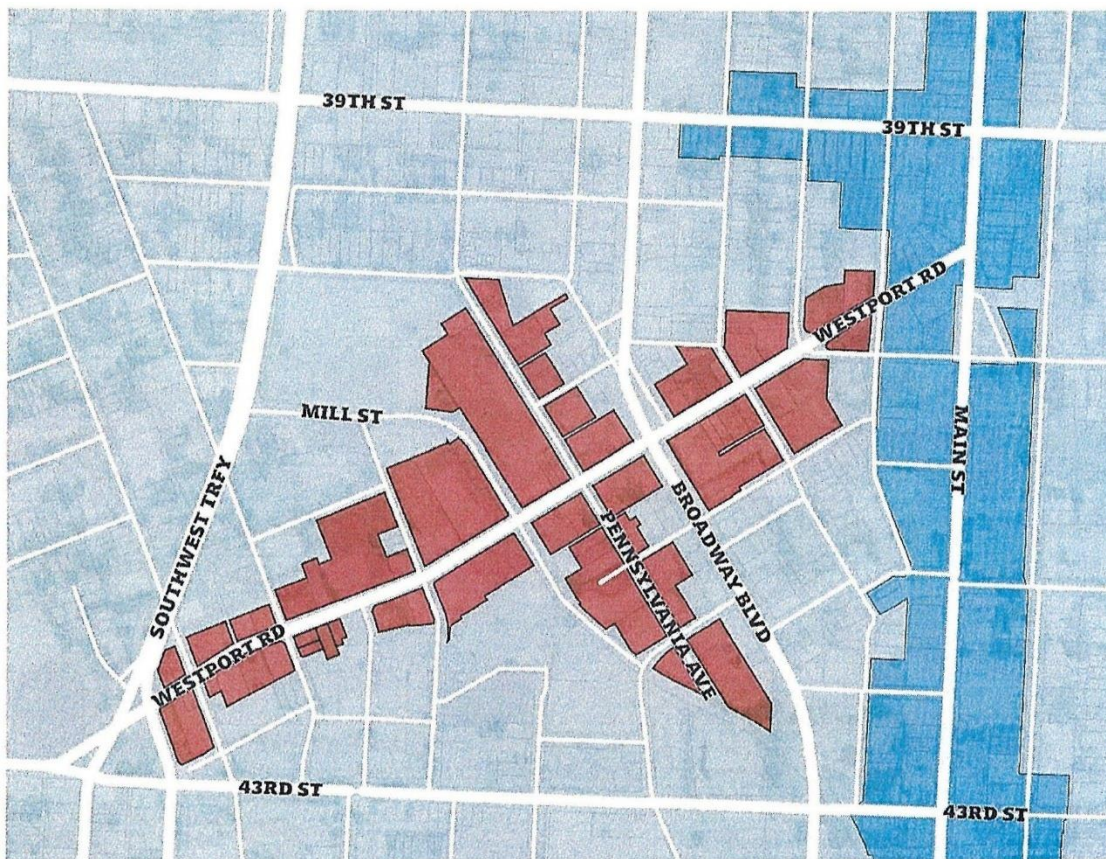 39TH ST
39TH ST
WESTPORT RD
MILL ST
MAIN ST
SOUTHWEST TRFY
BROADWAY BLVD
PENNSYLVANIA AVE
WESTPORT RD
43RD ST
43RD ST